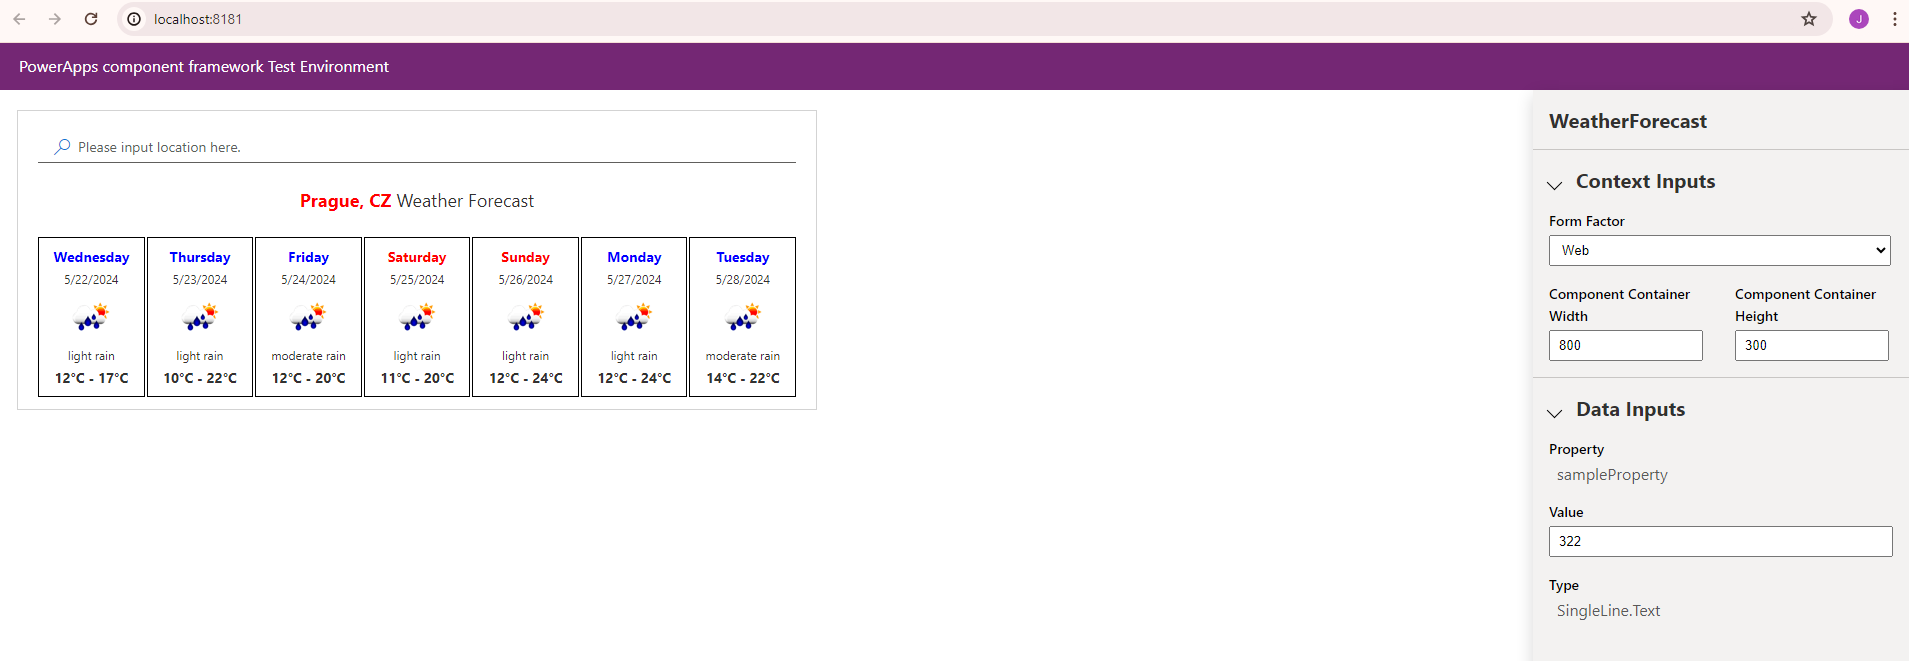 localhost:8181
J
PowerApps component framework Test Environment
Please input location here.
Prague, CZ Weather Forecast
Wednesday Thursday Friday Saturday Sunday Monday Tuesday
5/22/2024 5/23/2024 5/24/2024 5/25/2024 5/26/2024 5/27/2024 5/28/2024
light rain light rain moderate rain light rain light rain light rain moderate rain
12°C - 17°C 10°C - 22°C 12°C - 20°C 11°C - 20°C 12°C - 24°C 12°C - 24°C 14°C - 22°C
WeatherForecast
Context Inputs
Form Factor
Web
Component Container Width
800
Component Container Height
300
Data Inputs
Property
sampleProperty
Value
322
Type
SingleLine.Text